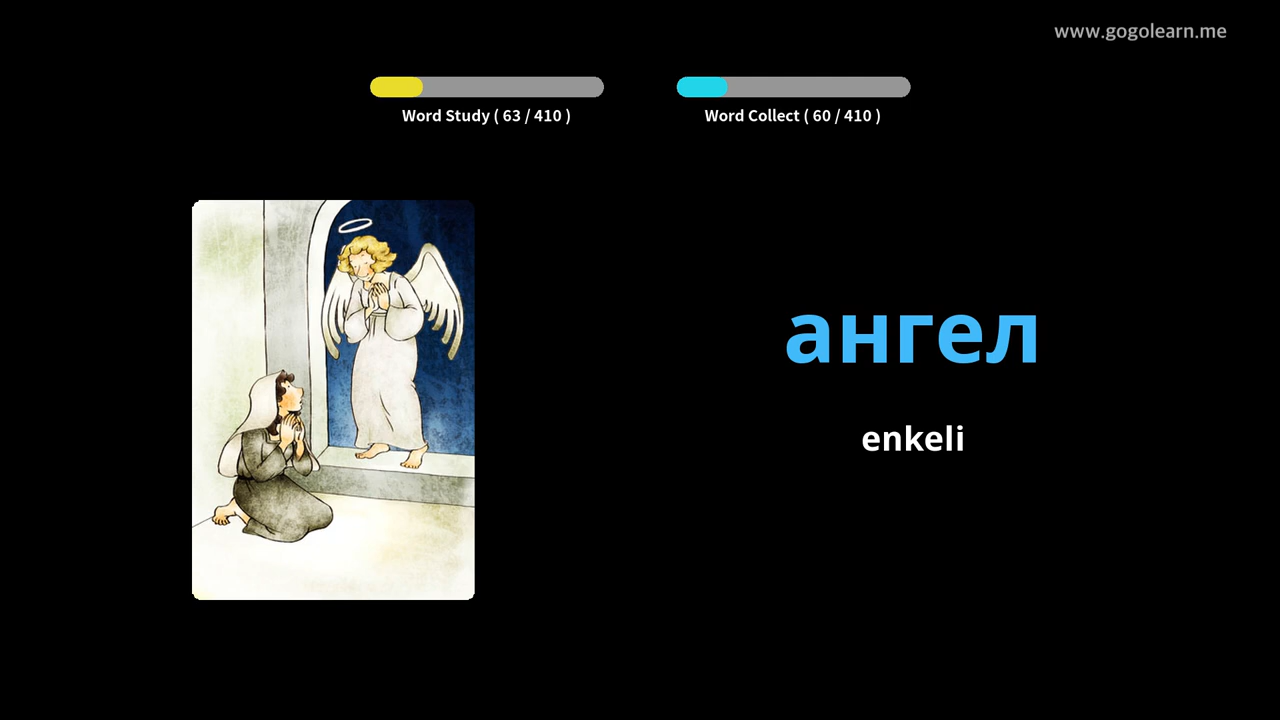 www.gogolearn.me
Word Study ( 63 / 410 )
Word Collect ( 60 / 410 )
ангел
enkeli